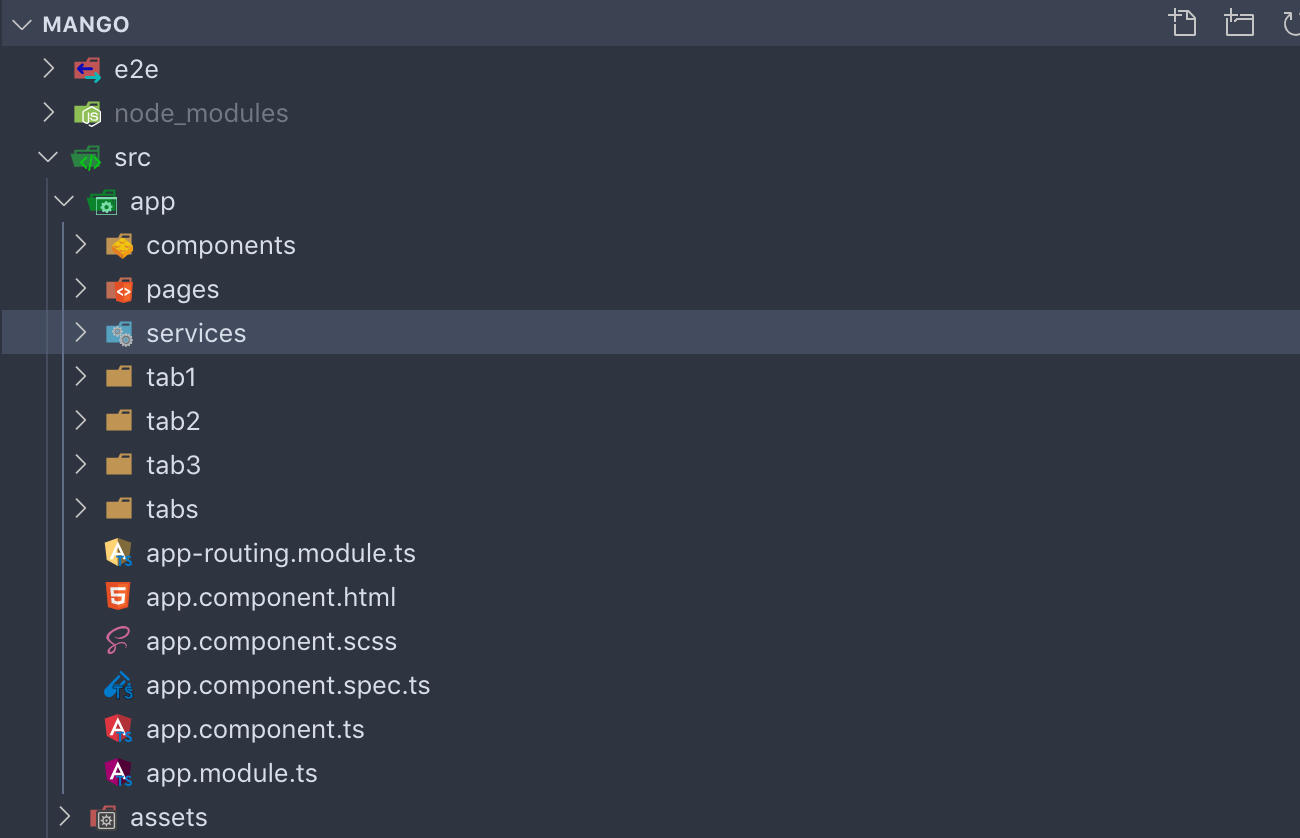 MANGO
e2e
node_modules
src
app
components
pages
services
tab1
tab2
tab3
tabs
app-routing.module.ts
app.component.html
app.component.scss
app.component.spec.ts
app.component.ts
app.module.ts
assets